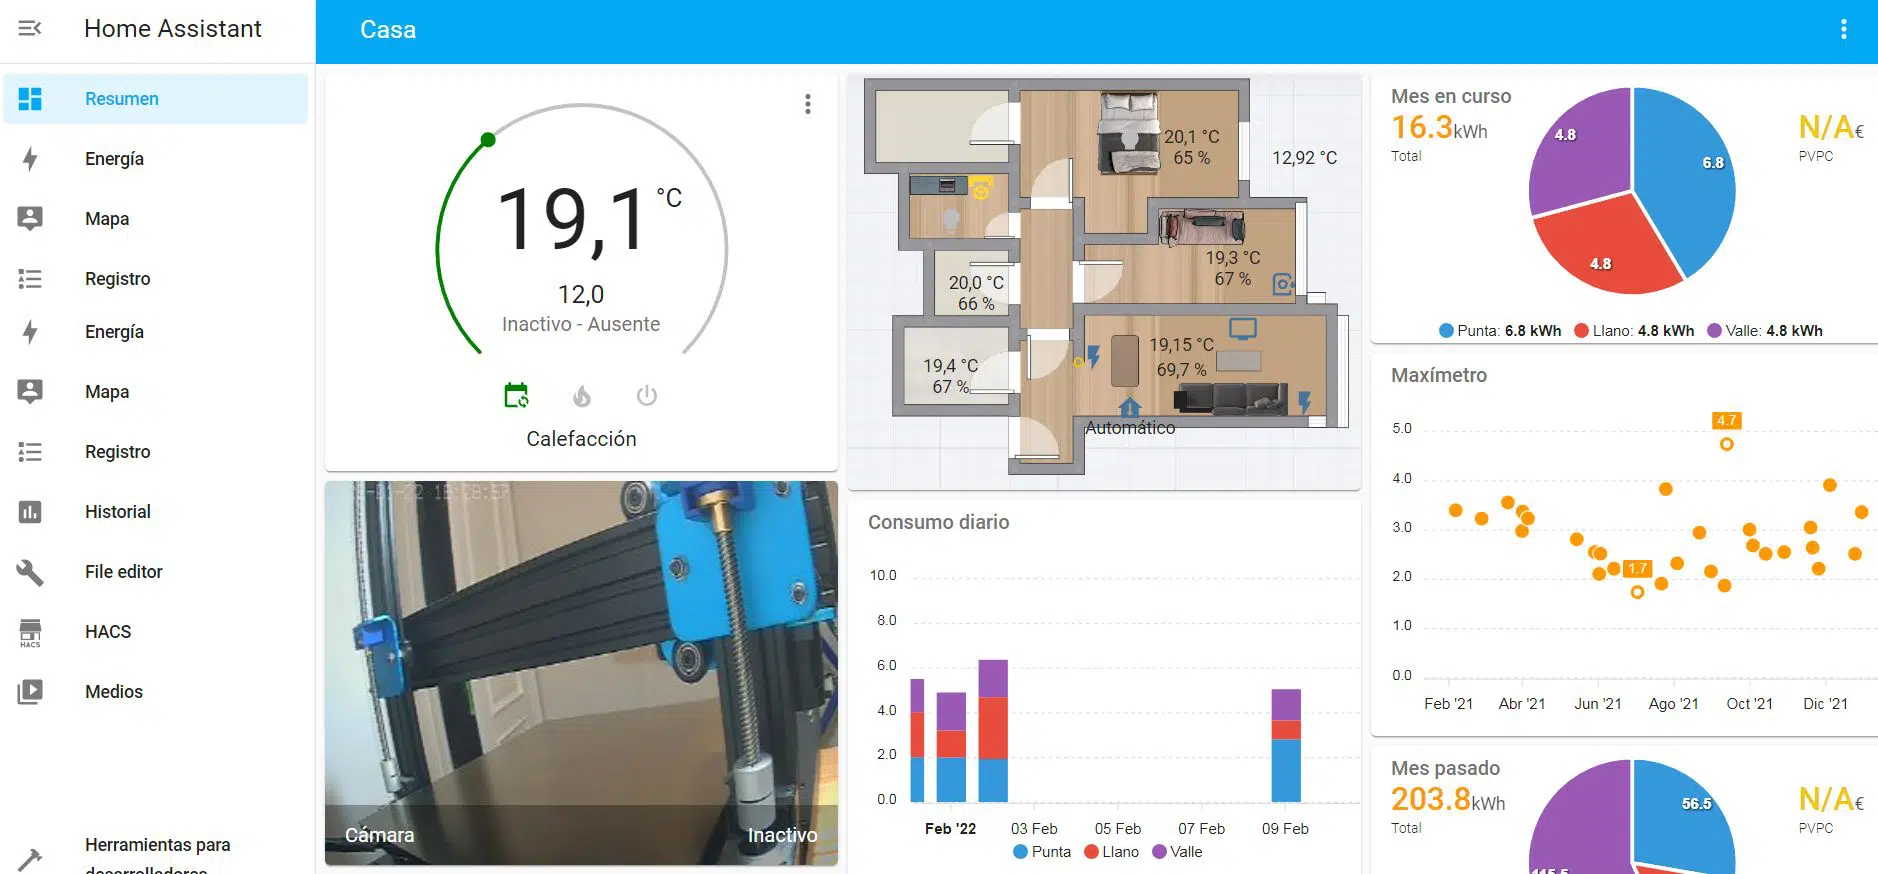 Home Assistant
Resumen
Energía
Mapa
Registro
Energía
Mapa
Registro
Historial
File editor
HACS
HACS
Medios
Herramientas para
Casa
19,1 °C
12,0
Inactivo - Ausente
Calefacción
Cámara
Inactivo
20,1 °C
65 %
12,92 °C
19,3 °C
67 %
20,0 °C
66 %
19,15 °C
69,7 %
19,4 °C
67 %
Automático
Consumo diario
10.0
8.0
6.0
4.0
2.0
0.0
Feb '22 03 Feb 05 Feb 07 Feb 09 Feb
Punta Llano Valle
Mes en curso
16.3kWh
Total
N/A€
PVPC
4.8
6.8
4.8
Punta: 6.8 kWh Llano: 4.8 kWh Valle: 4.8 kWh
Maxímetro
4.7
5.0
4.0
3.0
1.7
2.0
1.0
0.0
Feb '21 Abr '21 Jun '21 Ago '21 Oct '21 Dic '21
Mes pasado
203.8kWh
Total
N/A€
PVPC
56.5